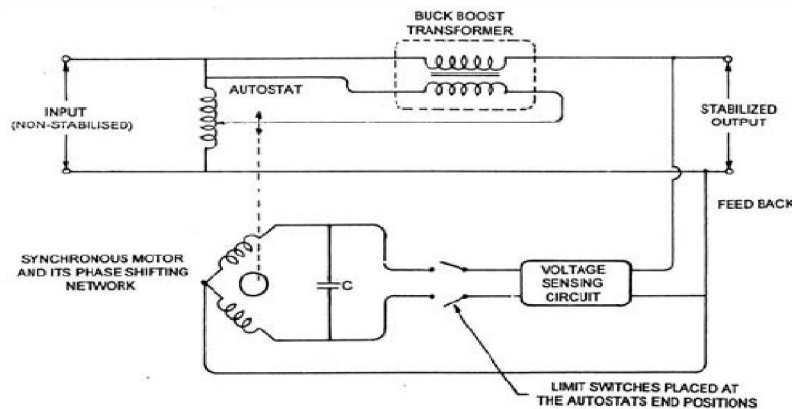 BUCK BOOST
TRANSFORMER
AUTOSTAT
INPUT
(NON-STABILISED)
STABILIZED
OUTPUT
FEED BACK
SYNCHRONOUS MOTOR
AND ITS PHASE SHIFTING
NETWORK
C
VOLTAGE
SENSING
CIRCUIT
LIMIT SWITCHES PLACED AT
THE AUTOSTATS END POSITIONS